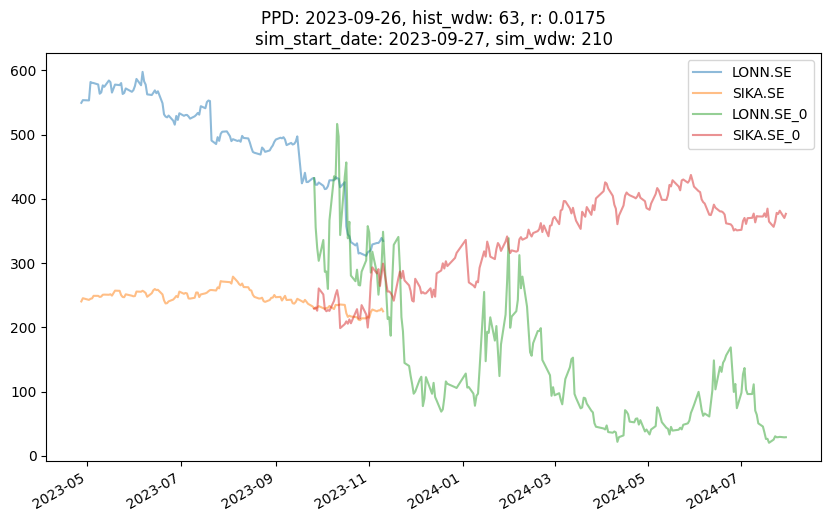 PPD: 2023-09-26, hist_wdw: 63, r: 0.0175
sim_start_date: 2023-09-27, sim_wdw: 210
LONN.SE
SIKA.SE
LONN.SE_0
SIKA.SE_0
600
500
400
300
200
100
0
2023-05
2023-07
2023-09
2023-11
2024-01
2024-03
2024-05
2024-07